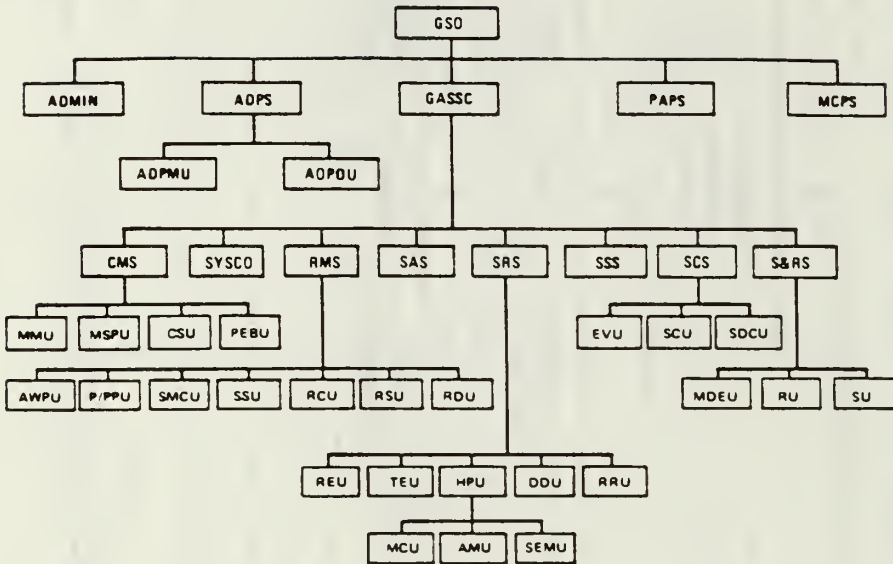 GSO
ADMIN ADPS GASSC PAPS MCPS
ADPMU ADPOU
CMS SYSCO RMS SAS SRS SSS SCS S&RS
MMU MSPU CSU PEBU EVU SCU SDCU
AWPU P/PPU SMCU SSU RCU RSU RDU MDEU RU SU
REU TEU HPU DDU RRU
MCU AMU SEMU